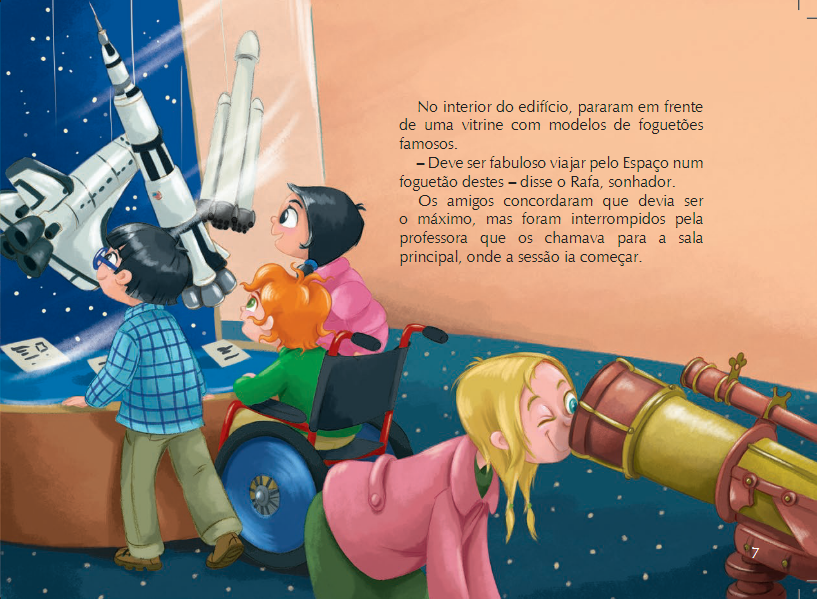 No interior do edifício, pararam em frente
de uma vitrine com modelos de foguetões
famosos.
– Deve ser fabuloso viajar pelo Espaço num
foguetão destes – disse o Rafa, sonhador.
Os amigos concordaram que devia ser
o máximo, mas foram interrompidos pela
professora que os chamava para a sala
principal, onde a sessão ia começar.
7